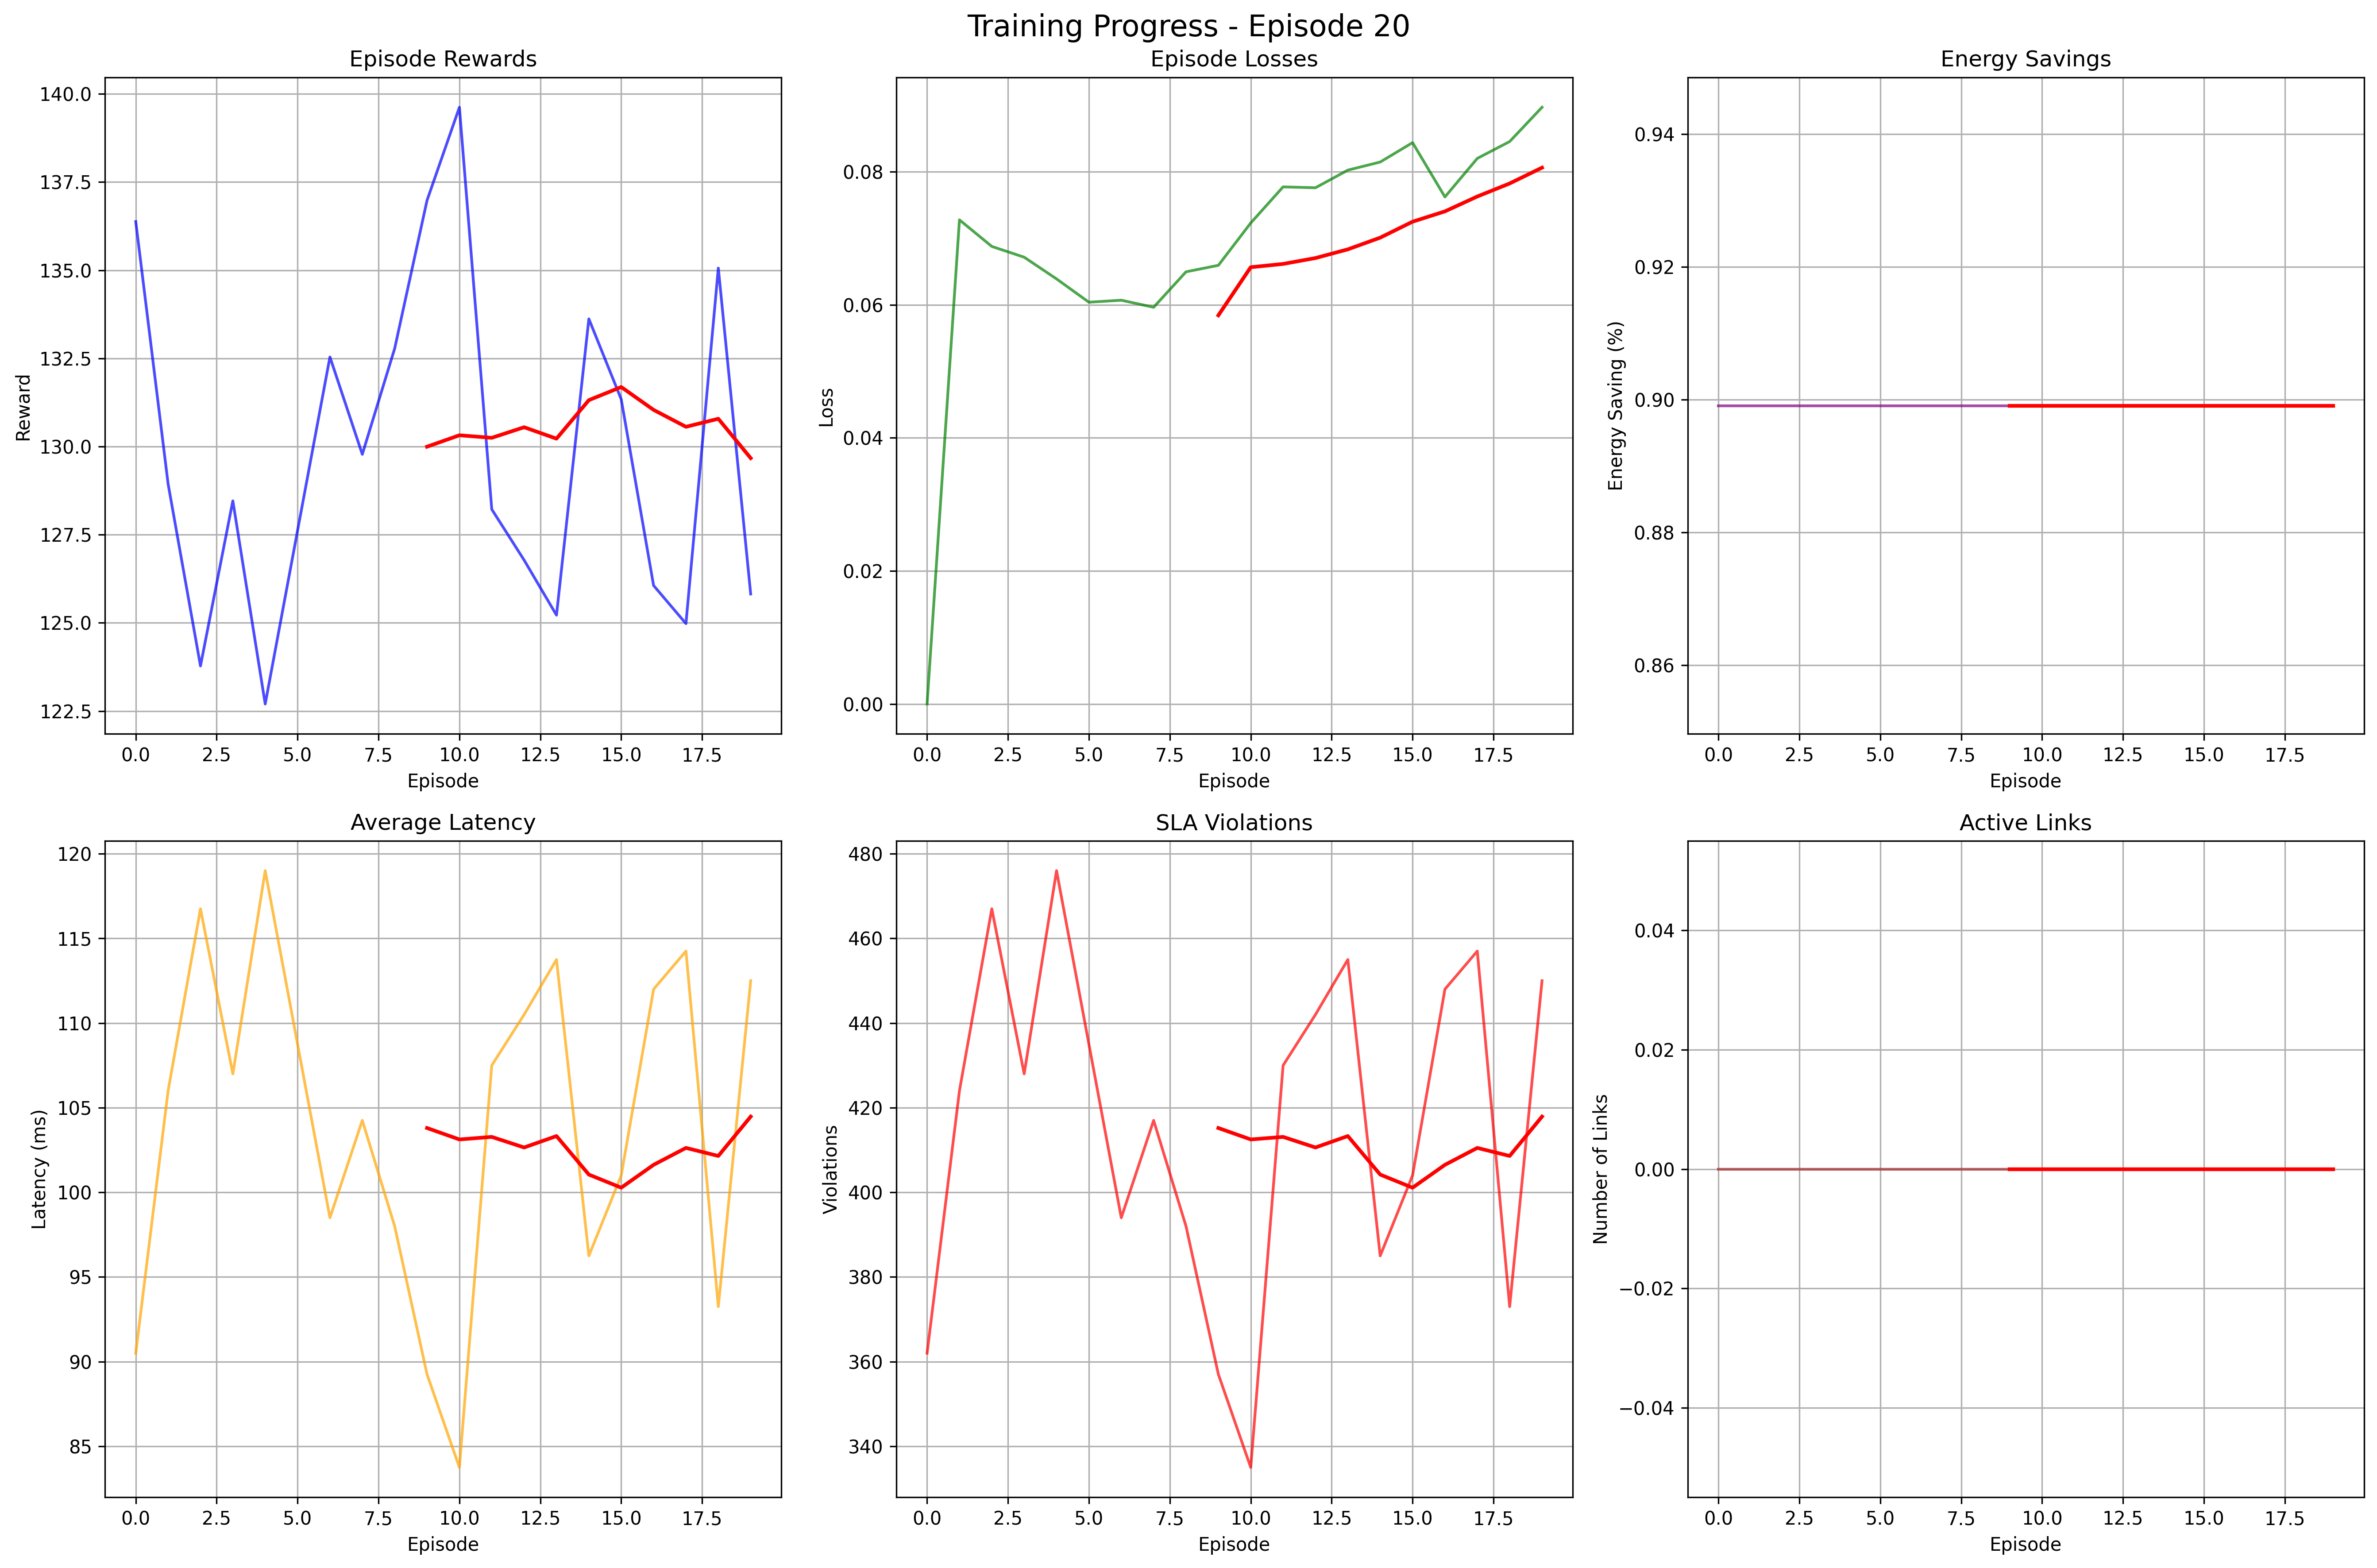 Training Progress - Episode 20
Episode Rewards
140.0
137.5
135.0
132.5
130.0
127.5
125.0
122.5
Reward
0.0 2.5 5.0 7.5 10.0 12.5 15.0 17.5
Episode
Episode Losses
0.08
0.06
0.04
0.02
0.00
Loss
0.0 2.5 5.0 7.5 10.0 12.5 15.0 17.5
Episode
Energy Savings
0.94
0.92
0.90
0.88
0.86
Energy Saving (%)
0.0 2.5 5.0 7.5 10.0 12.5 15.0 17.5
Episode
Average Latency
120
115
110
105
100
95
90
85
Latency (ms)
0.0 2.5 5.0 7.5 10.0 12.5 15.0 17.5
Episode
SLA Violations
480
460
440
420
400
380
360
340
Violations
0.0 2.5 5.0 7.5 10.0 12.5 15.0 17.5
Episode
Active Links
0.04
0.02
0.00
−0.02
−0.04
Number of Links
0.0 2.5 5.0 7.5 10.0 12.5 15.0 17.5
Episode